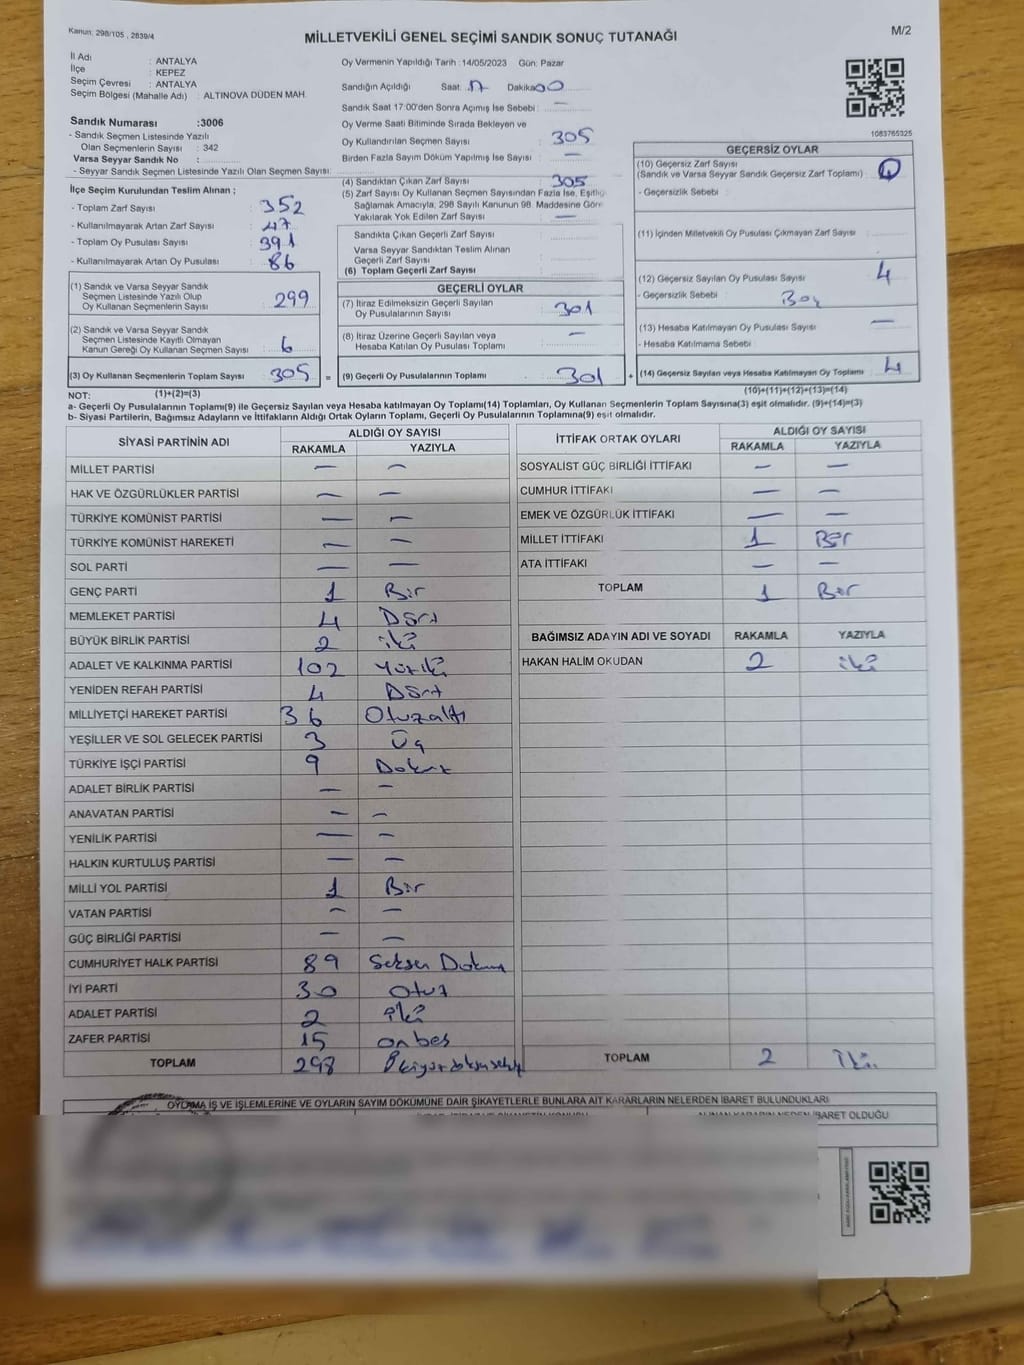 Kanun: 298/105 , 2839/4
MİLLETVEKİLİ GENEL SEÇİMİ SANDIK SONUÇ TUTANAĞI
M/2
İl Adı : ANTALYA
İlçe : KEPEZ
Seçim Çevresi : ANTALYA
Seçim Bölgesi (Mahalle Adı) : ALTINOVA DÜDEN MAH.
Sandık Numarası :3006
- Sandık Seçmen Listesinde Yazılı
Olan Seçmenlerin Sayısı : 342
Varsa Seyyar Sandık No :
- Seyyar Sandık Seçmen Listesinde Yazılı Olan Seçmen Sayısı:
Oy Vermenin Yapıldığı Tarih : 14/05/2023 Gün: Pazar
Sandığın Açıldığı Saat: 17 Dakika 00
Sandık Saat 17:00'den Sonra Açımış İse Sebebi : —
Oy Verme Saati Bitiminde Sırada Bekleyen ve
Oy Kullandırılan Seçmen Sayısı 305
Birden Fazla Sayım Döküm Yapılmış İse Sayısı : —
1083765325
İlçe Seçim Kurulundan Teslim Alınan ;
- Toplam Zarf Sayısı : 352
- Kullanılmayarak Artan Zarf Sayısı : 47
- Toplam Oy Pusulası Sayısı : 391
- Kullanılmayarak Artan Oy Pusulası : 86
(1) Sandık ve Varsa Seyyar Sandık
Seçmen Listesinde Yazılı Olup
Oy Kullanan Seçmenlerin Sayısı 299
(2) Sandık ve Varsa Seyyar Sandık
Seçmen Listesinde Kayıtlı Olmayan
Kanun Gereği Oy Kullanan Seçmen Sayısı 6
(3) Oy Kullanan Seçmenlerin Toplam Sayısı 305
(4) Sandıktan Çıkan Zarf Sayısı 305
(5) Zarf Sayısı Oy Kullanan Seçmen Sayısından Fazla İse, Eşitliğ
Sağlamak Amacıyla, 298 Sayılı Kanunun 98. Maddesine Göre
Yakılarak Yok Edilen Zarf Sayısı : —
Sandıkta Çıkan Geçerli Zarf Sayısı
Varsa Seyyar Sandıktan Teslim Alınan
Geçerli Zarf Sayısı
(6) Toplam Geçerli Zarf Sayısı
GEÇERLİ OYLAR
(7) İtiraz Edilmeksizin Geçerli Sayılan
Oy Pusulalarının Sayısı : 301
(8) İtiraz Üzerine Geçerli Sayılan veya
Hesaba Katılan Oy Pusulası Toplamı —
= (9) Geçerli Oy Pusulalarının Toplamı 301 +
GEÇERSİZ OYLAR
(10) Geçersiz Zarf Sayısı
(Sandık ve Varsa Seyyar Sandık Geçersiz Zarf Toplamı) : 0
- Geçersizlik Sebebi :
(11) İçinden Milletvekili Oy Pusulası Çıkmayan Zarf Sayısı
(12) Geçersiz Sayılan Oy Pusulası Sayısı 4
- Geçersizlik Sebebi : Boş
(13) Hesaba Katılmayan Oy Pusulası Sayısı —
- Hesaba Katılmama Sebebi
(14) Geçersiz Sayılan veya Hesaba Katılmayan Oy Toplamı 4
NOT: (1)+(2)=(3) (10)+(11)+(12)+(13)=(14)
a- Geçerli Oy Pusulalarının Toplamı(9) ile Geçersiz Sayılan veya Hesaba katılmayan Oy Toplamı(14) Toplamları, Oy Kullanan Seçmenlerin Toplam Sayısına(3) eşit olmalıdır. (9)+(14)=(3)
b- Siyasi Partilerin, Bağımsız Adayların ve İttifakların Aldığı Ortak Oyların Toplamı, Geçerli Oy Pusulalarının Toplamına(9) eşit olmalıdır.
SİYASİ PARTİNİN ADI ALDIĞI OY SAYISI
RAKAMLA YAZIYLA
MİLLET PARTİSİ — —
HAK VE ÖZGÜRLÜKLER PARTİSİ — —
TÜRKİYE KOMÜNİST PARTİSİ — —
TÜRKİYE KOMÜNİST HAREKETİ — —
SOL PARTİ — —
GENÇ PARTİ 1 Bir
MEMLEKET PARTİSİ 4 Dört
BÜYÜK BİRLİK PARTİSİ 2 iki
ADALET VE KALKINMA PARTİSİ 102 Yüziki
YENİDEN REFAH PARTİSİ 4 Dört
MİLLİYETÇİ HAREKET PARTİSİ 36 Otuzaltı
YEŞİLLER VE SOL GELECEK PARTİSİ 3 Üç
TÜRKİYE İŞÇİ PARTİSİ 9 Dokuz
ADALET BİRLİK PARTİSİ — —
ANAVATAN PARTİSİ — —
YENİLİK PARTİSİ — —
HALKIN KURTULUŞ PARTİSİ — —
MİLLİ YOL PARTİSİ 1 Bir
VATAN PARTİSİ — —
GÜÇ BİRLİĞİ PARTİSİ — —
CUMHURİYET HALK PARTİSİ 89 Seksen Dokuz
İYİ PARTİ 30 Otuz
ADALET PARTİSİ 2 iki
ZAFER PARTİSİ 15 onbes
TOPLAM 298 İkiyüzdoksansekiz
İTTİFAK ORTAK OYLARI ALDIĞI OY SAYISI
RAKAMLA YAZIYLA
SOSYALİST GÜÇ BİRLİĞİ İTTİFAKI — —
CUMHUR İTTİFAKI — —
EMEK VE ÖZGÜRLÜK İTTİFAKI — —
MİLLET İTTİFAKI 1 Bir
ATA İTTİFAKI — —
TOPLAM 1 Bir
BAĞIMSIZ ADAYIN ADI VE SOYADI RAKAMLA YAZIYLA
HAKAN HALİM OKUDAN 2 iki
TOPLAM 2 İki
OYLAMA İŞ VE İŞLEMLERİNE VE OYLARIN SAYIM DÖKÜMÜNE DAİR ŞİKAYETLERLE BUNLARA AİT KARARLARIN NELERDEN İBARET BULUNDUKLARI
ALINAN KARARIN NEDEN İBARET OLDUĞU